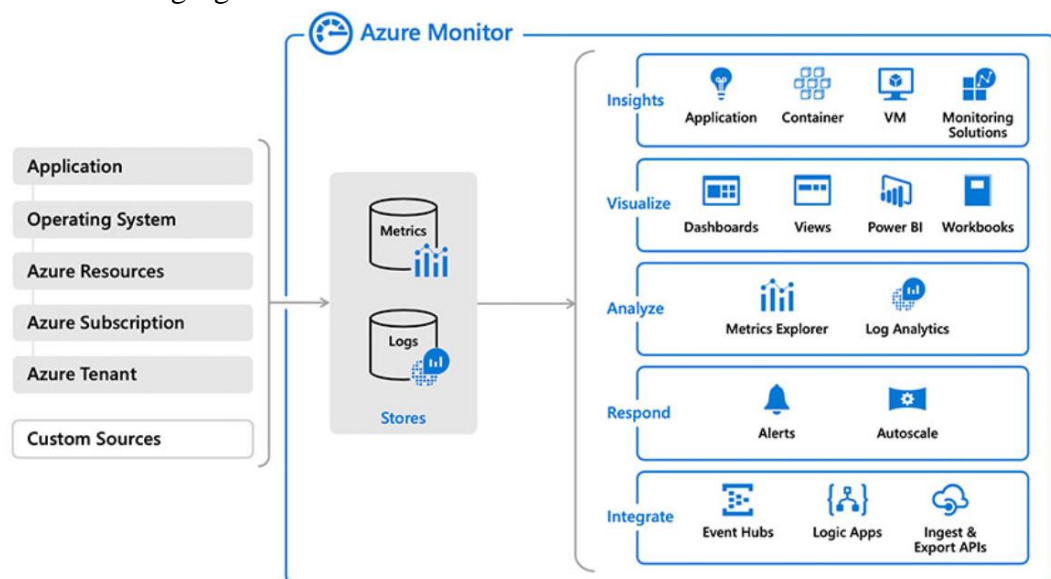 Azure Monitor
Application
Operating System
Azure Resources
Azure Subscription
Azure Tenant
Custom Sources
Metrics
Logs
Stores
Insights
Application
Container
VM
Monitoring
Solutions
Visualize
Dashboards
Views
Power BI
Workbooks
Analyze
Metrics Explorer
Log Analytics
Respond
Alerts
Autoscale
Integrate
Event Hubs
Logic Apps
Ingest &
Export APIs